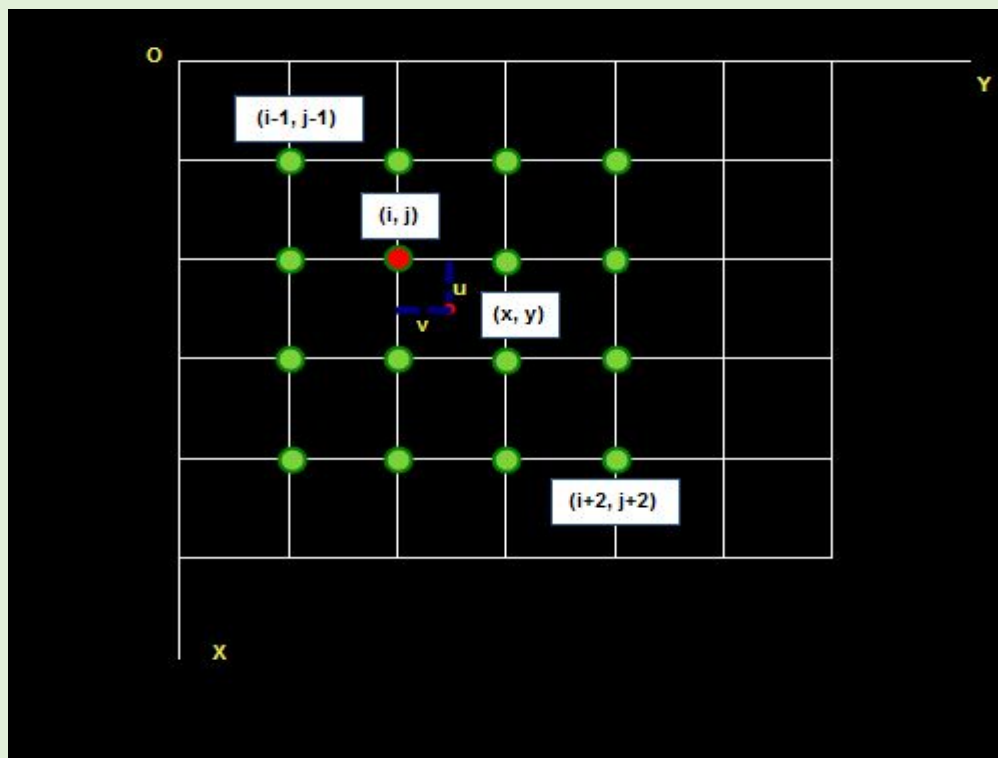 O
Y
(i-1, j-1)
(i, j)
u
(x, y)
v
(i+2, j+2)
X